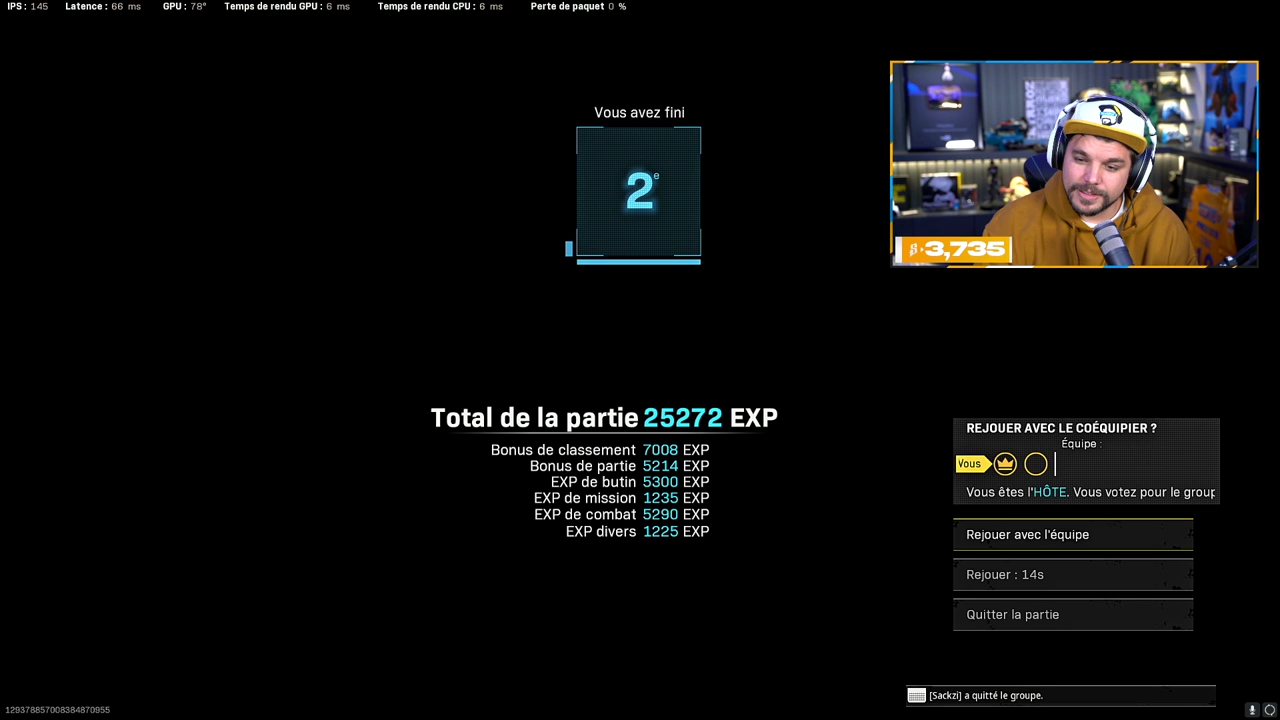 IPS : 145 Latence : 66 ms GPU : 78° Temps de rendu GPU : 6 ms Temps de rendu CPU : 6 ms Perte de paquet 0 %
Vous avez fini
2e
3,735
Total de la partie 25272 EXP
Bonus de classement 7008 EXP
Bonus de partie 5214 EXP
EXP de butin 5300 EXP
EXP de mission 1235 EXP
EXP de combat 5290 EXP
EXP divers 1225 EXP
REJOUER AVEC LE COÉQUIPIER ?
Équipe :
Vous
Vous êtes l'HÔTE. Vous votez pour le group
Rejouer avec l'équipe
Rejouer : 14s
Quitter la partie
[Sackzi] a quitté le groupe.
129378857008384870955